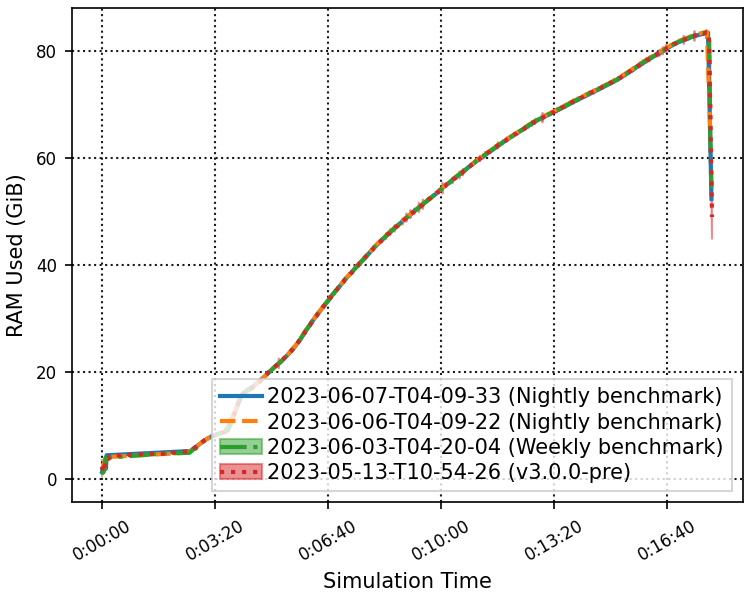 80
60
40
20
0
RAM Used (GiB)
2023-06-07-T04-09-33 (Nightly benchmark)
2023-06-06-T04-09-22 (Nightly benchmark)
2023-06-03-T04-20-04 (Weekly benchmark)
2023-05-13-T10-54-26 (v3.0.0-pre)
0:00:00
0:03:20
0:06:40
0:10:00
0:13:20
0:16:40
Simulation Time